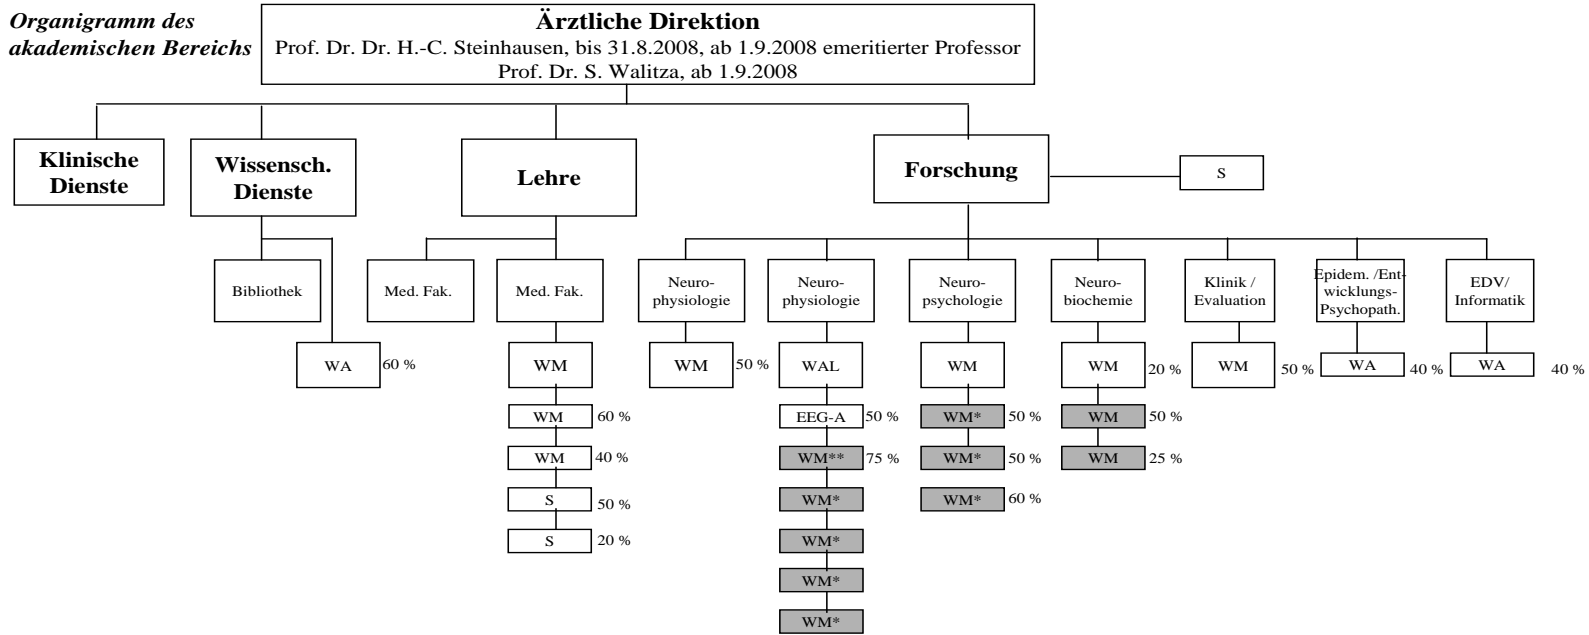 Organigramm des
akademischen Bereichs
Ärztliche Direktion
Prof. Dr. Dr. H.-C. Steinhausen, bis 31.8.2008, ab 1.9.2008 emeritierter Professor
Prof. Dr. S. Walitza, ab 1.9.2008
Klinische
Dienste
Wissensch.
Dienste
Lehre
Forschung
S
Bibliothek
Med. Fak.
Med. Fak.
Neuro-
physiologie
Neuro-
physiologie
Neuro-
psychologie
Neuro-
biochemie
Klinik /
Evaluation
Epidem. /Ent-
wicklungs-
Psychopath.
EDV/
Informatik
WA 60 %
WM
WM 50 %
WAL
WM
WM 20 %
WM 50 %
WA 40 %
WA 40 %
WM 60 %
EEG-A 50 %
WM* 50 %
WM 50 %
WM 40 %
WM** 75 %
WM* 50 %
WM 25 %
S 50 %
WM*
WM* 60 %
S 20 %
WM*
WM*
WM*